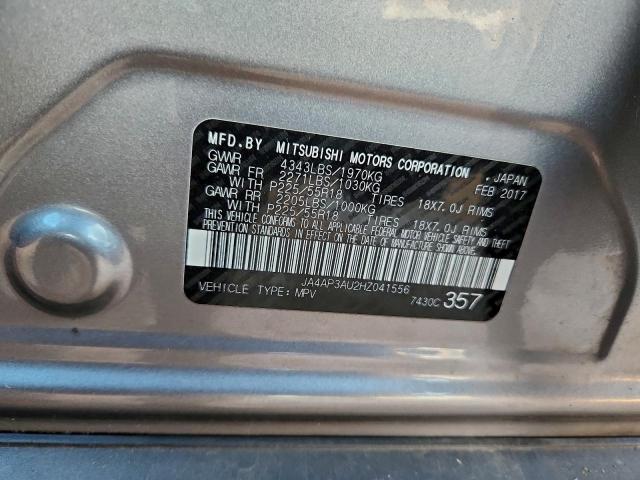 MFD.BY MITSUBISHI MOTORS CORPORATION, JAPAN
GVWR 4343LBS/1970KG FEB 2017
GAWR FR 2271LBS/1030KG
WITH P225/55R18 TIRES 18X7.0J RIMS
GAWR RR 2205LBS/1000KG
WITH P225/55R18 TIRES 18X7.0J RIMS
THIS VEHICLE CONFORMS TO ALL APPLICABLE FEDERAL MOTOR VEHICLE SAFETY AND THEFT
PREVENTION STANDARDS IN EFFECT ON THE DATE OF MANUFACTURE SHOWN ABOVE.
JA4AP3AU2HZ041556
VEHICLE TYPE: MPV 7430C 357